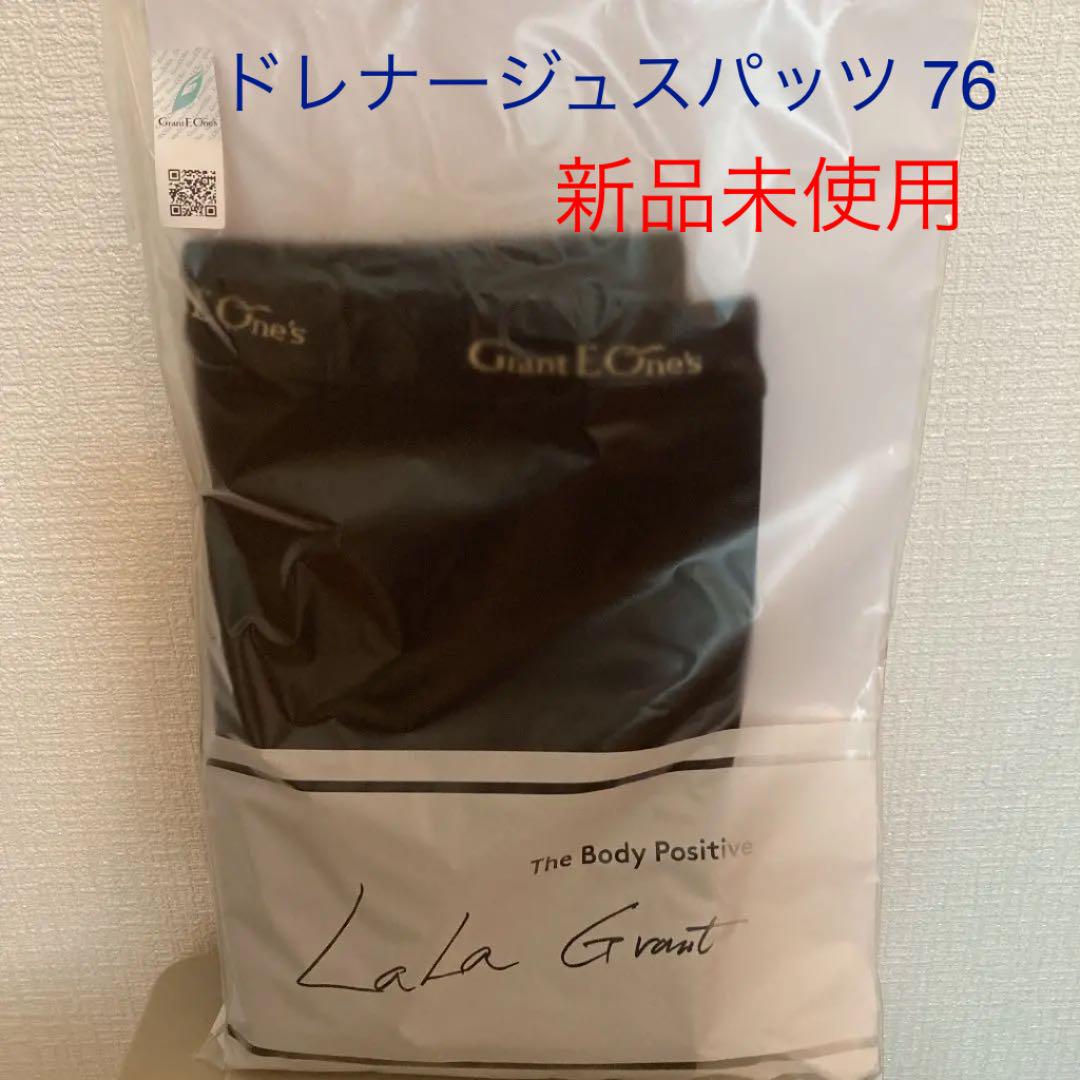 ドレナージュスパッツ 76
新品未使用
Grant E One's
E One's
Grant E One's
The Body Positive
LaLa Grant